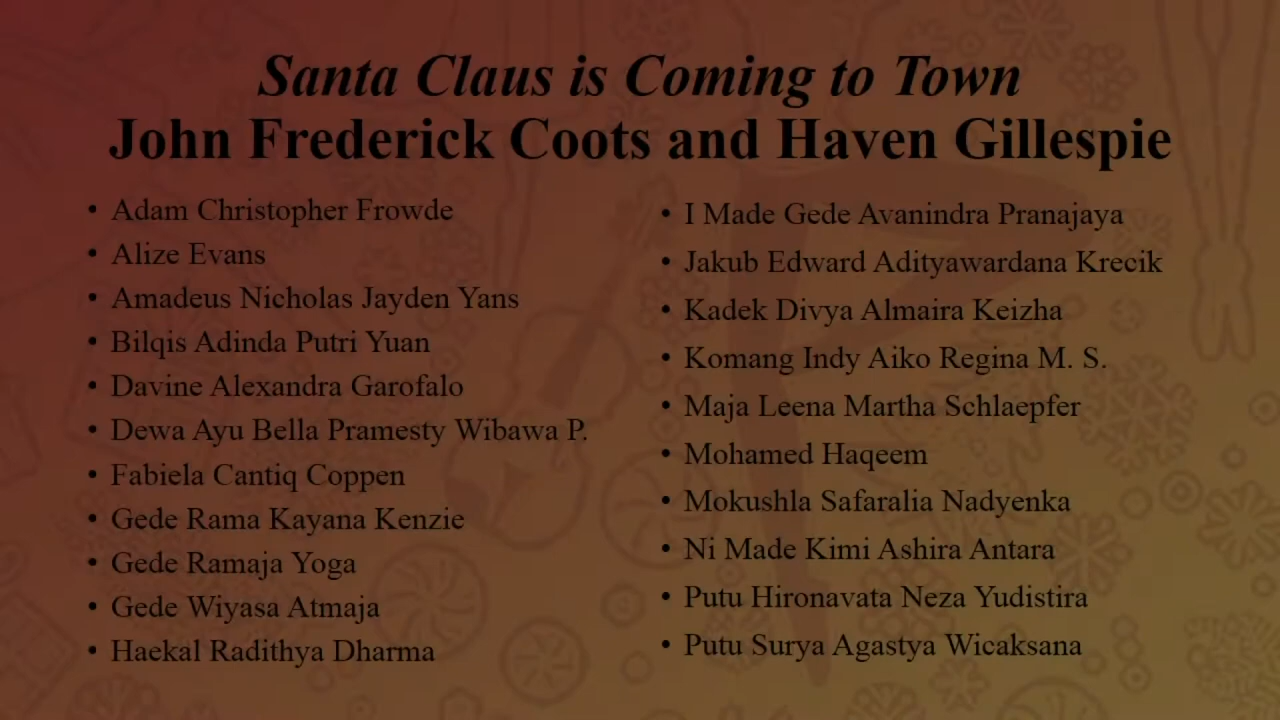 Santa Claus is Coming to Town
John Frederick Coots and Haven Gillespie
• Adam Christopher Frowde
• Alize Evans
• Amadeus Nicholas Jayden Yans
• Bilqis Adinda Putri Yuan
• Davine Alexandra Garofalo
• Dewa Ayu Bella Pramesty Wibawa P.
• Fabiela Cantiq Coppen
• Gede Rama Kayana Kenzie
• Gede Ramaja Yoga
• Gede Wiyasa Atmaja
• Haekal Radithya Dharma
• I Made Gede Avanindra Pranajaya
• Jakub Edward Adityawardana Krecik
• Kadek Divya Almaira Keizha
• Komang Indy Aiko Regina M. S.
• Maja Leena Martha Schlaepfer
• Mohamed Haqeem
• Mokushla Safaralia Nadyenka
• Ni Made Kimi Ashira Antara
• Putu Hironavata Neza Yudistira
• Putu Surya Agastya Wicaksana